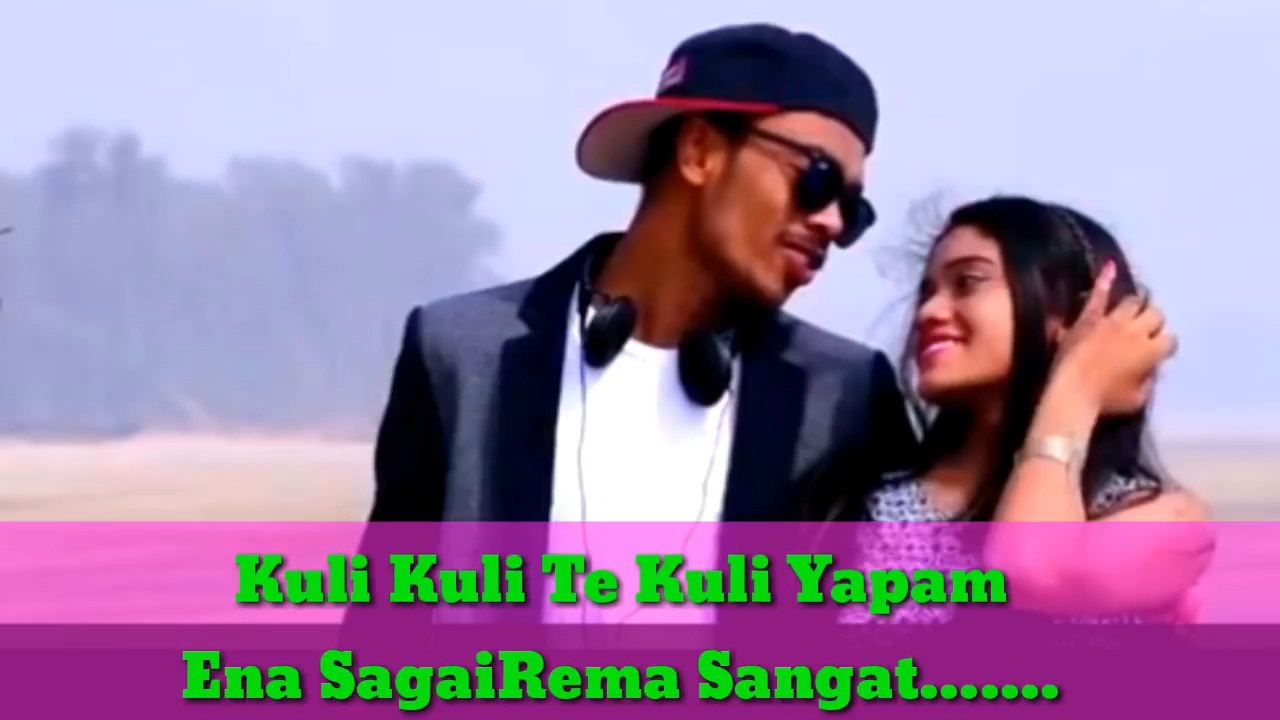 Kuli Kuli Te Kuli Yapam
Ena SagaiRema Sangat.......